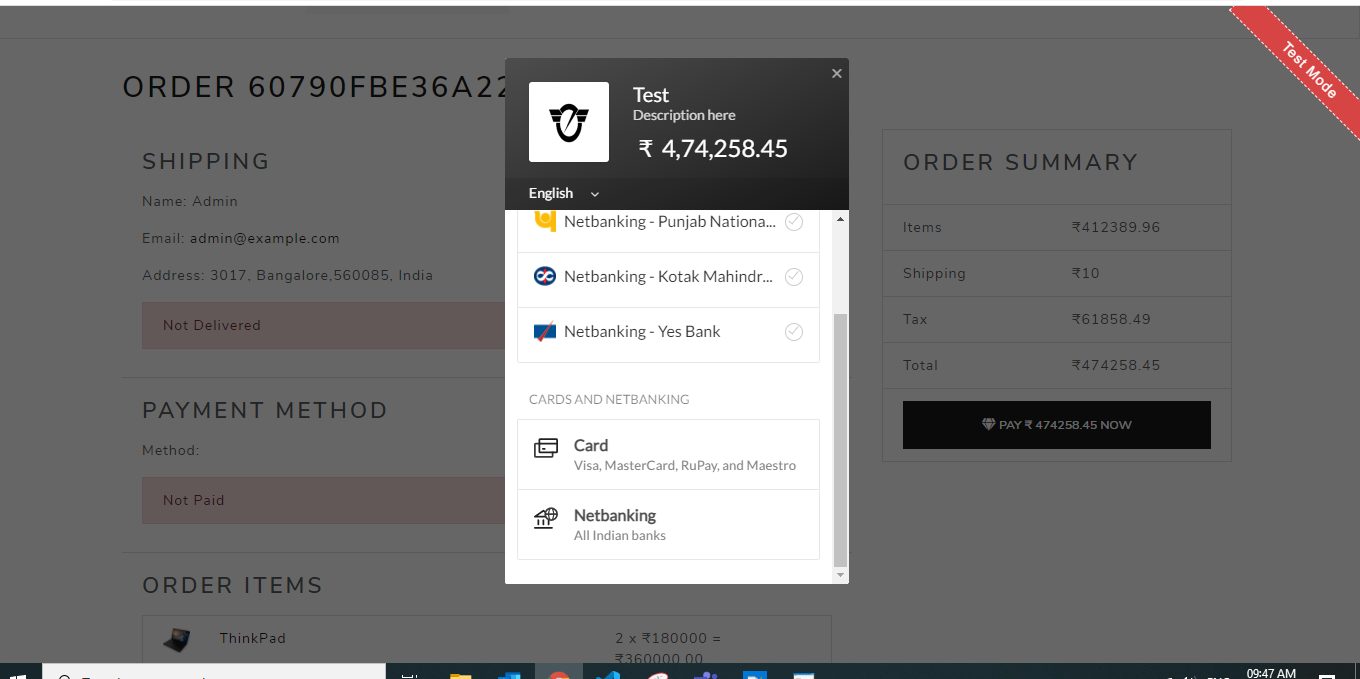 Test Mode
ORDER 60790FBE36A22
SHIPPING
Name: Admin
Email: admin@example.com
Address: 3017, Bangalore,560085, India
Not Delivered
PAYMENT METHOD
Method:
Not Paid
ORDER ITEMS
ThinkPad
2 x ₹180000 =
₹360000.00
Test
Description here
₹ 4,74,258.45
English
Netbanking - Punjab Nationa...
Netbanking - Kotak Mahindr...
Netbanking - Yes Bank
CARDS AND NETBANKING
Card
Visa, MasterCard, RuPay, and Maestro
Netbanking
All Indian banks
ORDER SUMMARY
Items ₹412389.96
Shipping ₹10
Tax ₹61858.49
Total ₹474258.45
PAY ₹ 474258.45 NOW
09:47 AM